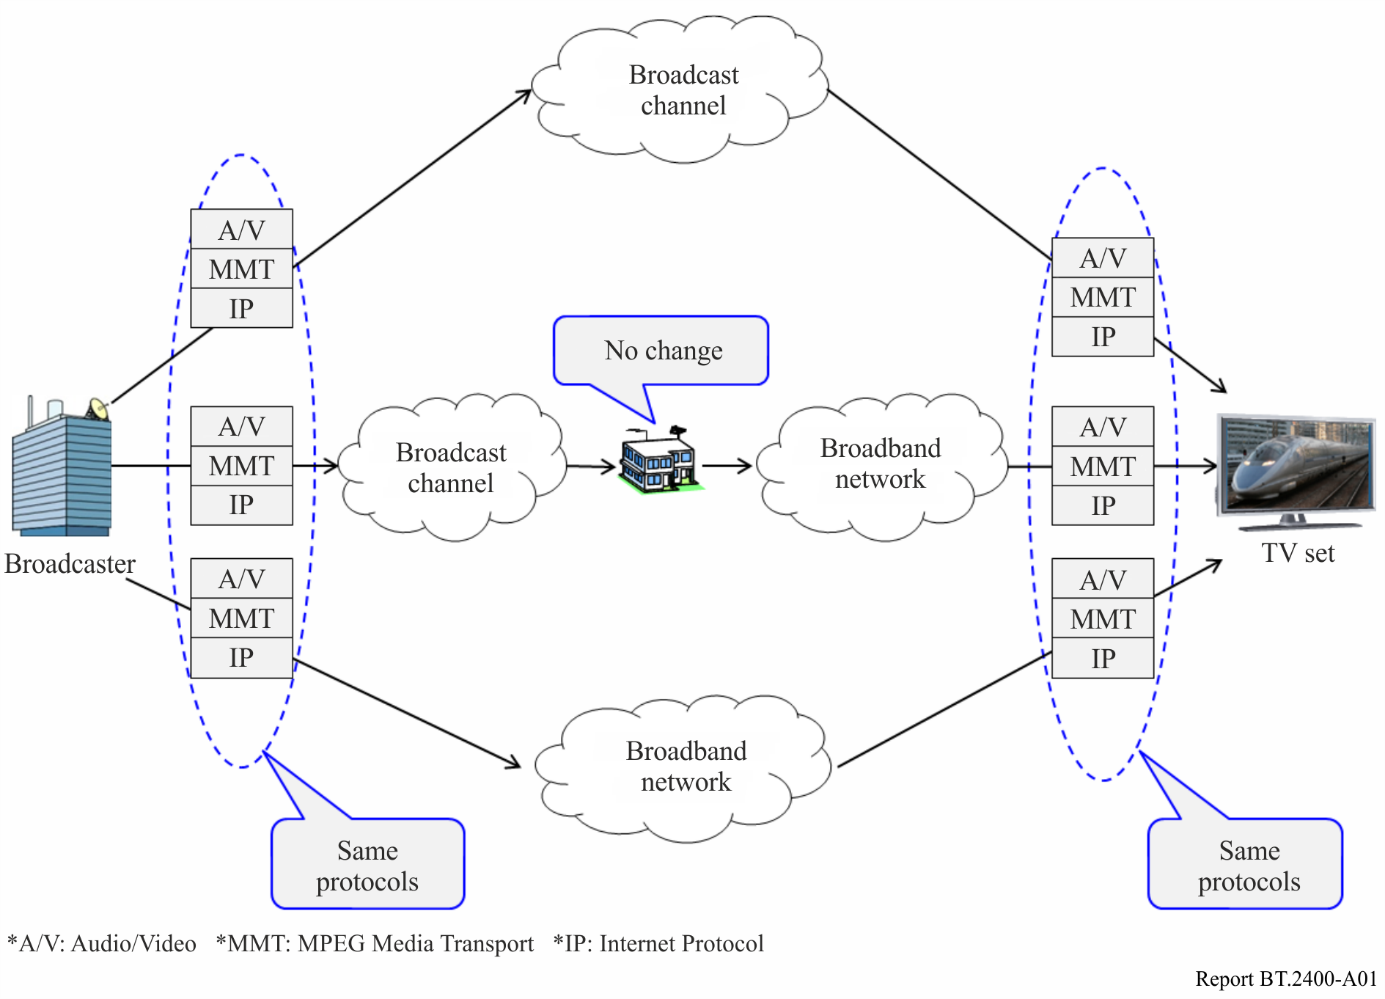 Broadcast
channel
A/V
MMT
IP
A/V
MMT
IP
No change
A/V
MMT
IP
Broadcast
channel
Broadband
network
A/V
MMT
IP
Broadcaster
TV set
A/V
MMT
IP
A/V
MMT
IP
Broadband
network
Same
protocols
Same
protocols
*A/V: Audio/Video *MMT: MPEG Media Transport *IP: Internet Protocol
Report BT.2400-A01